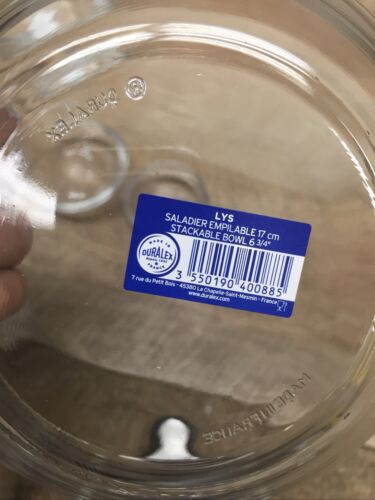 DURALEX ®
LYS
SALADIER EMPILABLE 17 cm
STACKABLE BOWL 6 3/4"
MADE IN
DURALEX
FRANCE
3 550190 400885
7 rue du Petit Bois - 45380 La Chapelle-Saint-Mesmin - France
www.duralex.com
MADE IN FRANCE